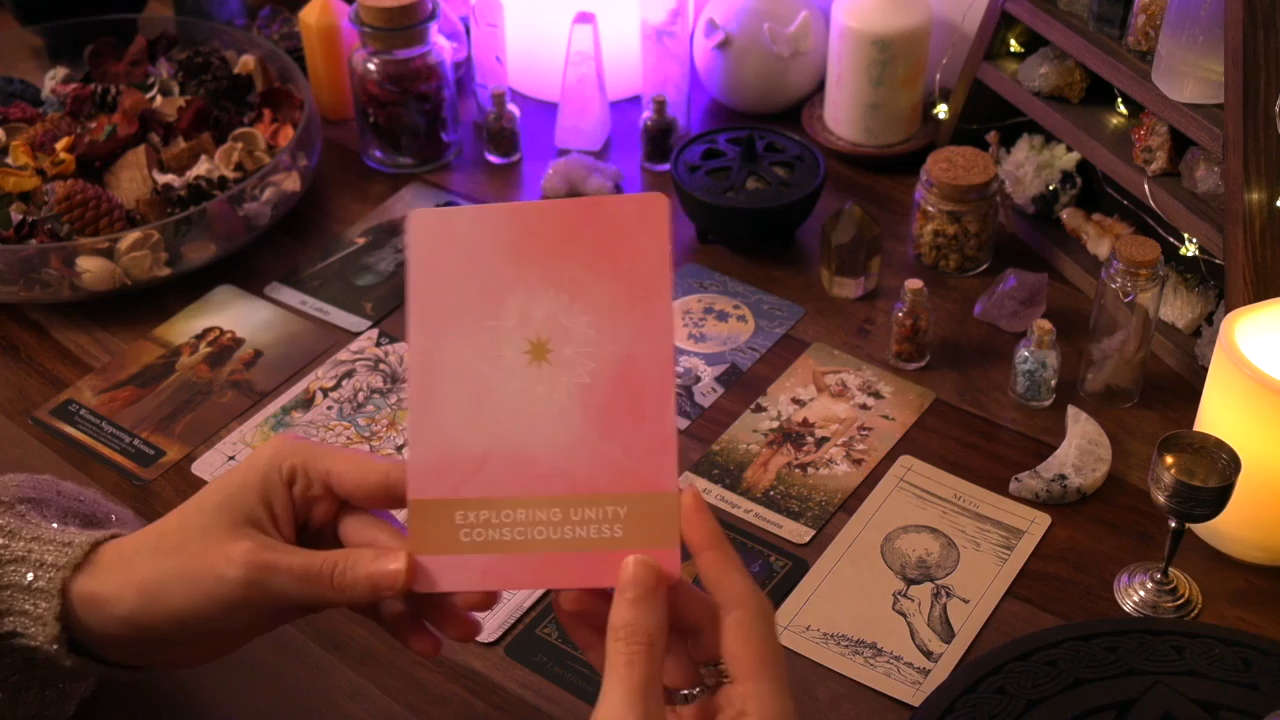 EXPLORING UNITY
CONSCIOUSNESS
22. Women Supporting Women
42. Change of Seasons
MYTH